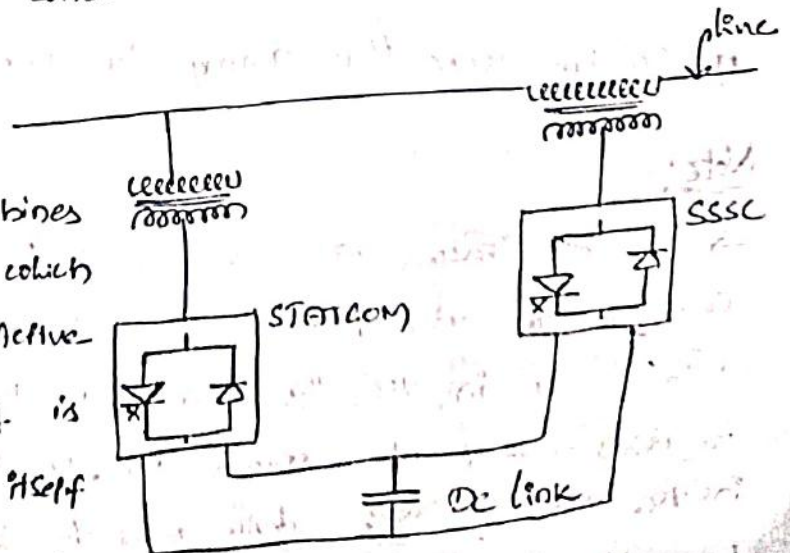 line
bines
which
Active
SSSC
STATCOM
is
itself
DC link